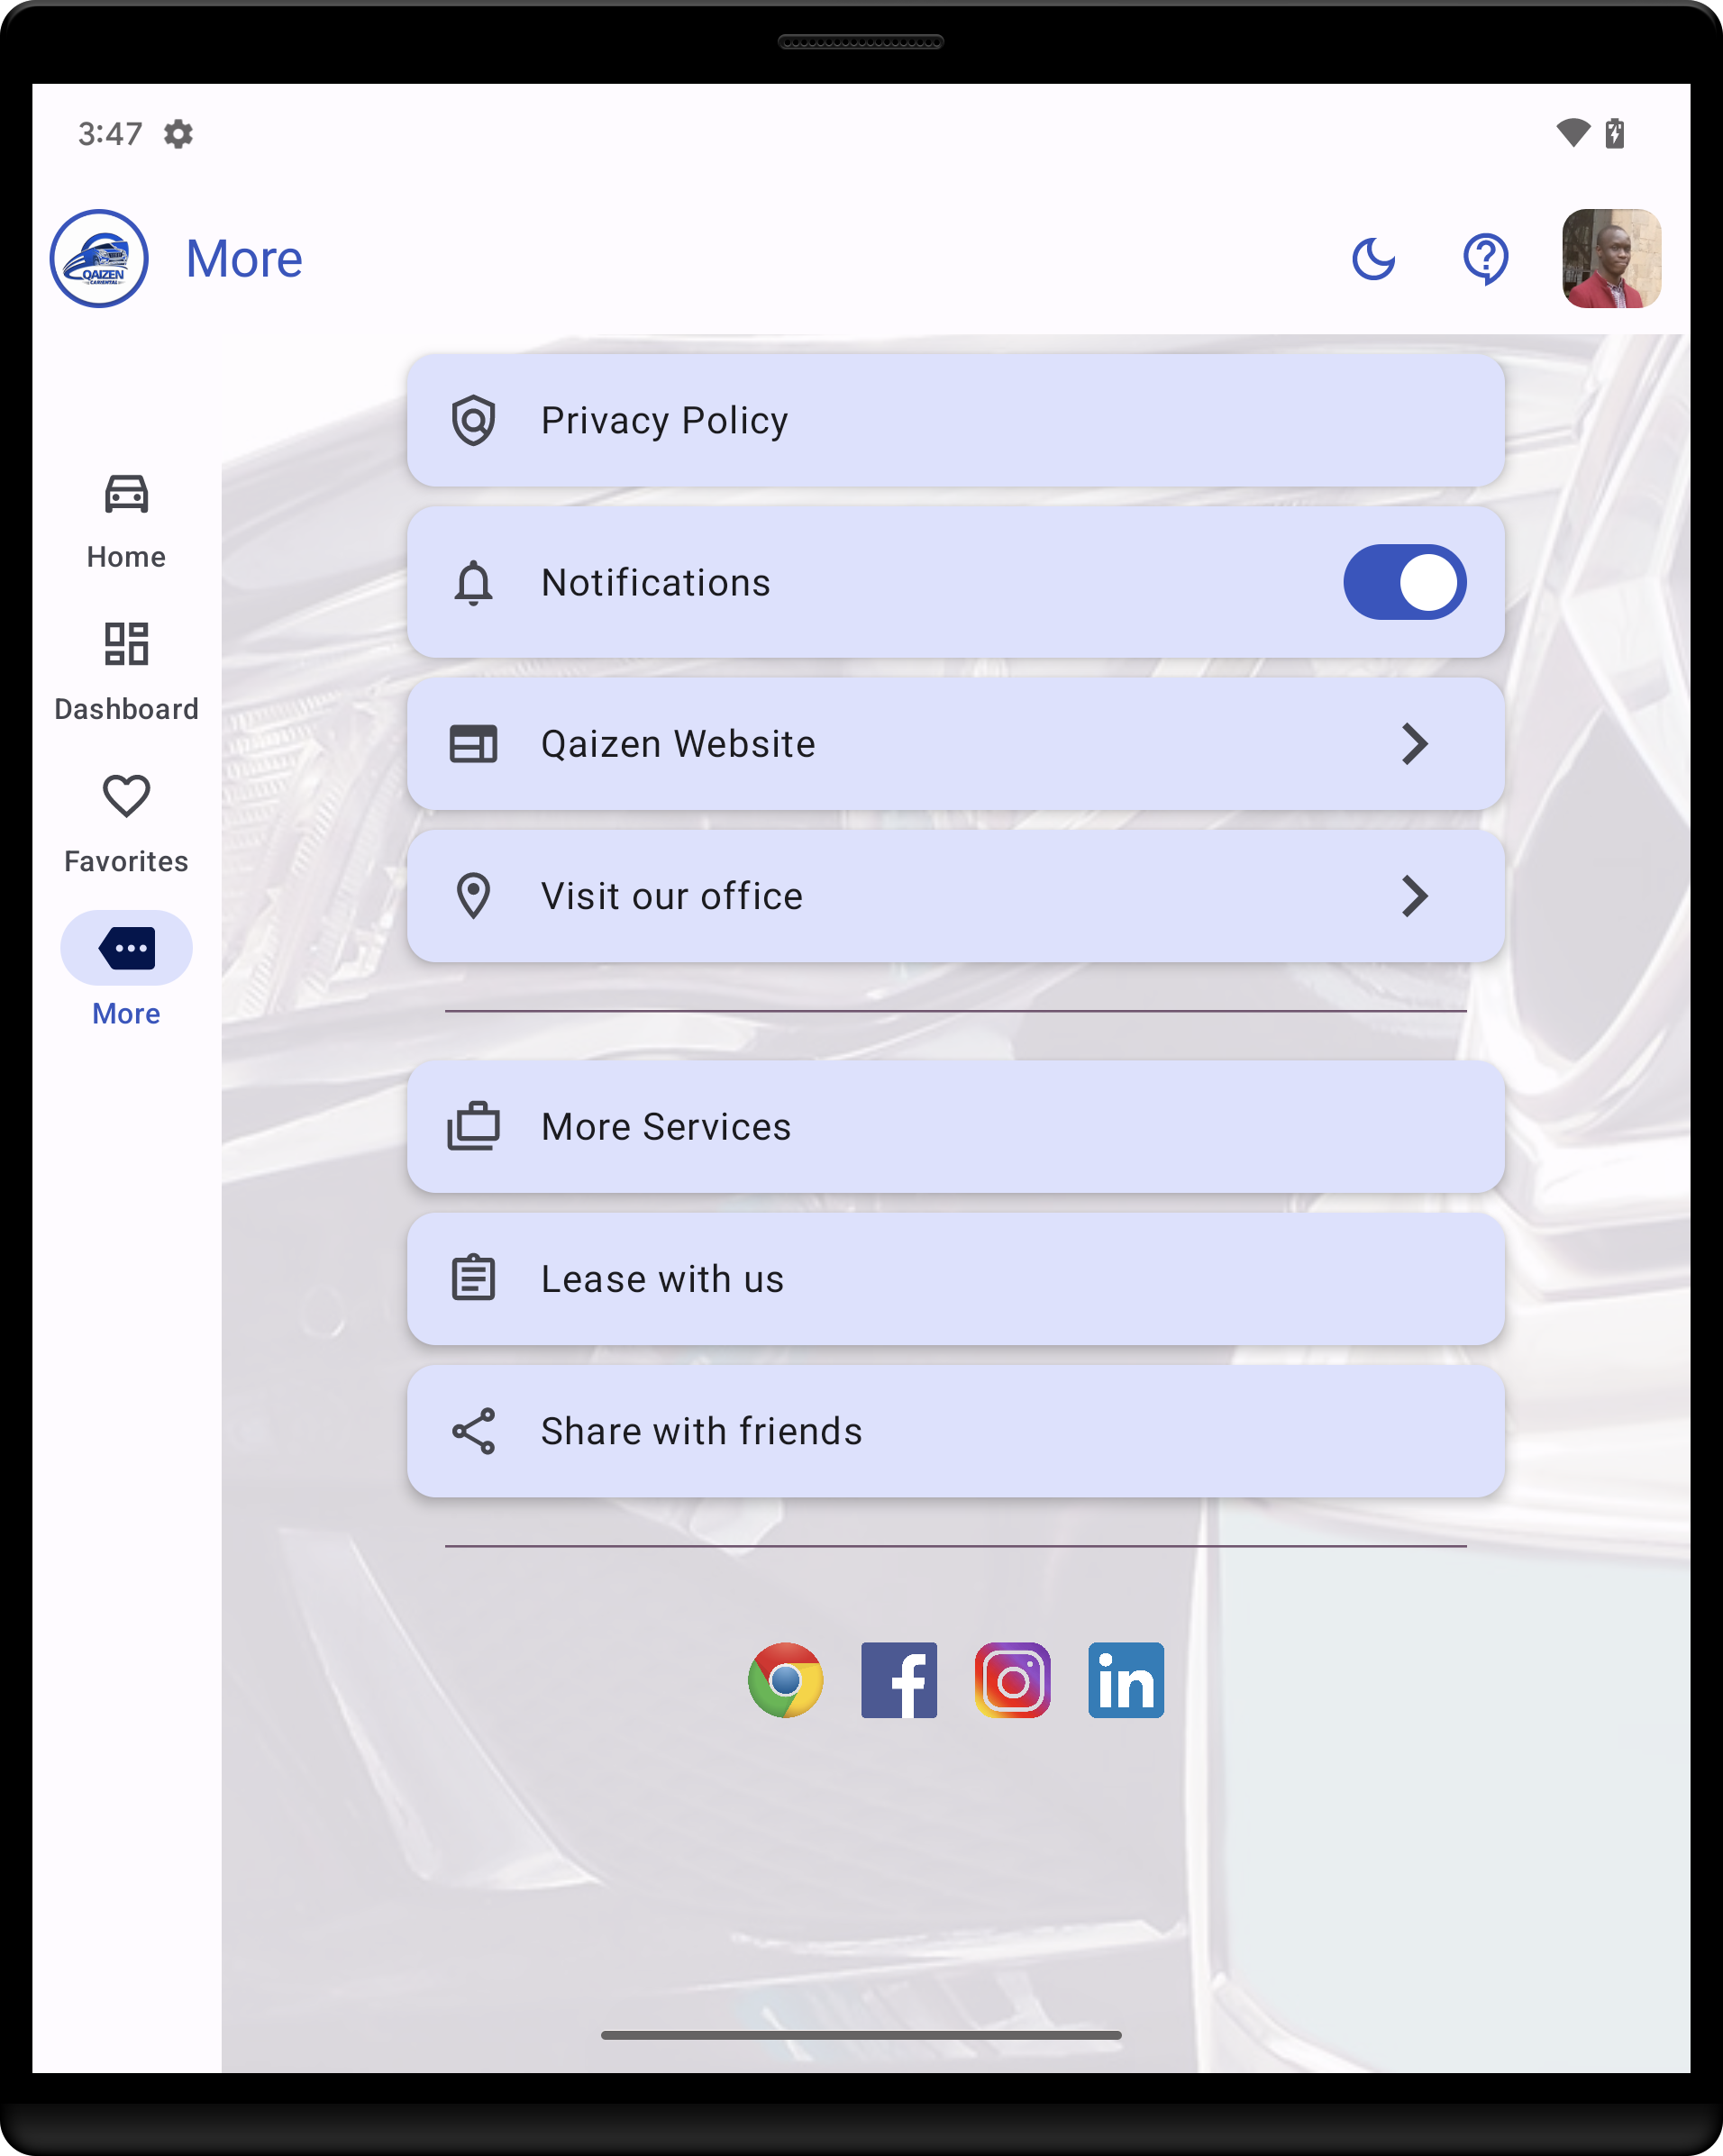 3:47
QAIZEN
CARRENTAL
More
Home
Dashboard
Favorites
More
Privacy Policy
Notifications
Qaizen Website
Visit our office
More Services
Lease with us
Share with friends